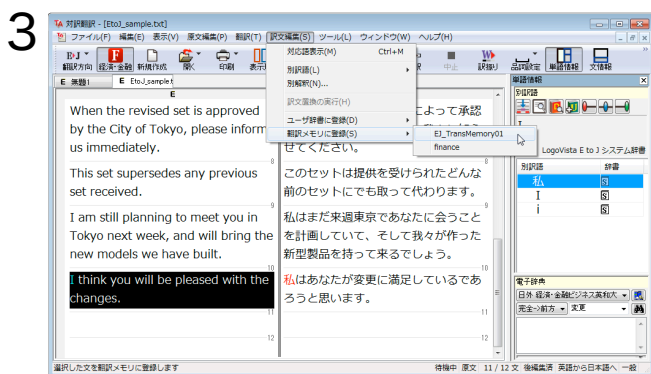 3
対訳翻訳 - [EtoJ_sample.txt]
ファイル(F) 編集(E) 表示(V) 原文編集(P) 翻訳(T) 訳文編集(S) ツール(L) ウィンドウ(W) ヘルプ(H)
翻訳方向 経済·金融 新規作成 開く 印刷 中止 訳振り 品詞設定 単語情報 文情報
E 無題1 E EtoJ_sample.t
対応語表示(M) Ctrl+M
別訳語(L)
別解釈(N)...
訳文置換の実行(H)
ユーザ辞書に登録(D)
翻訳メモリに登録(S)
EJ_TransMemory01
finance
E
When the revised set is approved
by the City of Tokyo, please inform
us immediately.
よって承認
せてください。
8
This set supersedes any previous
set received.
このセットは提供を受けられたどんな
前のセットにでも取って代わります。
9
I am still planning to meet you in
Tokyo next week, and will bring the
new models we have built.
私はまだ来週東京であなたに会うこと
を計画していて、そして我々が作った
新型製品を持って来るでしょう。
10
I think you will be pleased with the
changes.
私はあなたが変更に満足しているであ
ろうと思います。
11
12
単語情報
別訳語
I
LogoVista E to J システム辞書
別訳語 辞書
私 S
I S
i S
電子辞典
日外 経済·金融ビジネス英和大
完全->前方 変更
選択した文を翻訳メモリに登録します
待機中 原文 11 / 12 文 後編集済 英語から日本語へ 一般